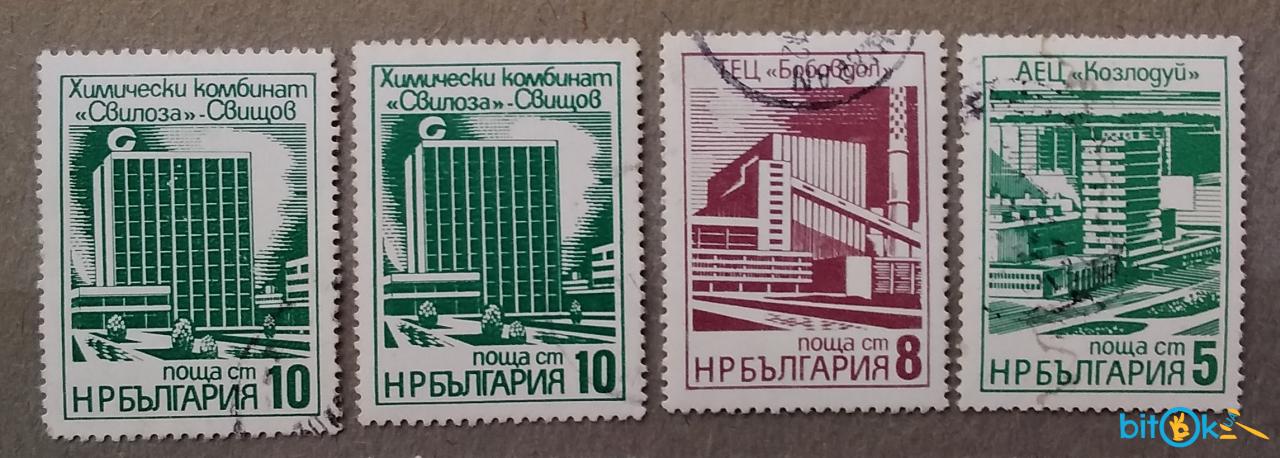 Химически комбинат
«Свилоза»-Свищов
поща ст
НРБЪЛГАРИЯ 10
Химически комбинат
«Свилоза»-Свищов
поща ст
НРБЪЛГАРИЯ 10
ТЕЦ «Бобовдол»
поща ст
НРБЪЛГАРИЯ 8
АЕЦ «Козлодуй»
поща ст
НРБЪЛГАРИЯ 5
bitOk